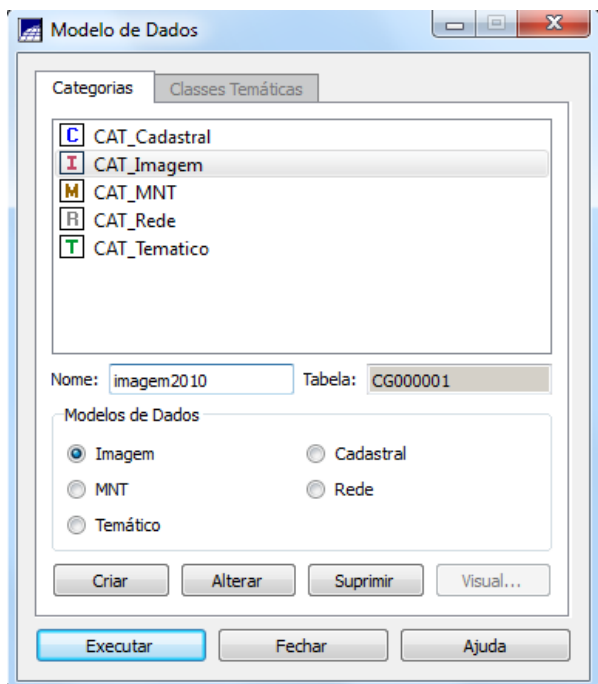 Modelo de Dados
Categorias Classes Temáticas
C CAT_Cadastral
I CAT_Imagem
M CAT_MNT
R CAT_Rede
T CAT_Tematico
Nome: imagem2010 Tabela: CG000001
Modelos de Dados
Imagem Cadastral
MNT Rede
Temático
Criar Alterar Suprimir Visual...
Executar Fechar Ajuda